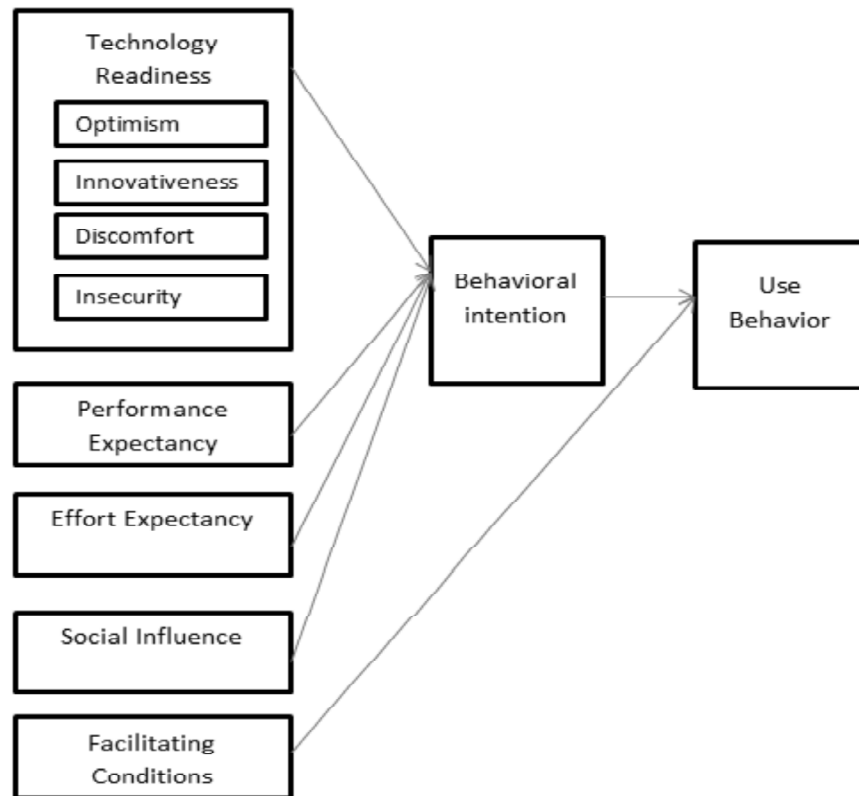 Technology
Readiness
Optimism
Innovativeness
Discomfort
Insecurity
Performance
Expectancy
Effort Expectancy
Social Influence
Facilitating
Conditions
Behavioral
intention
Use
Behavior